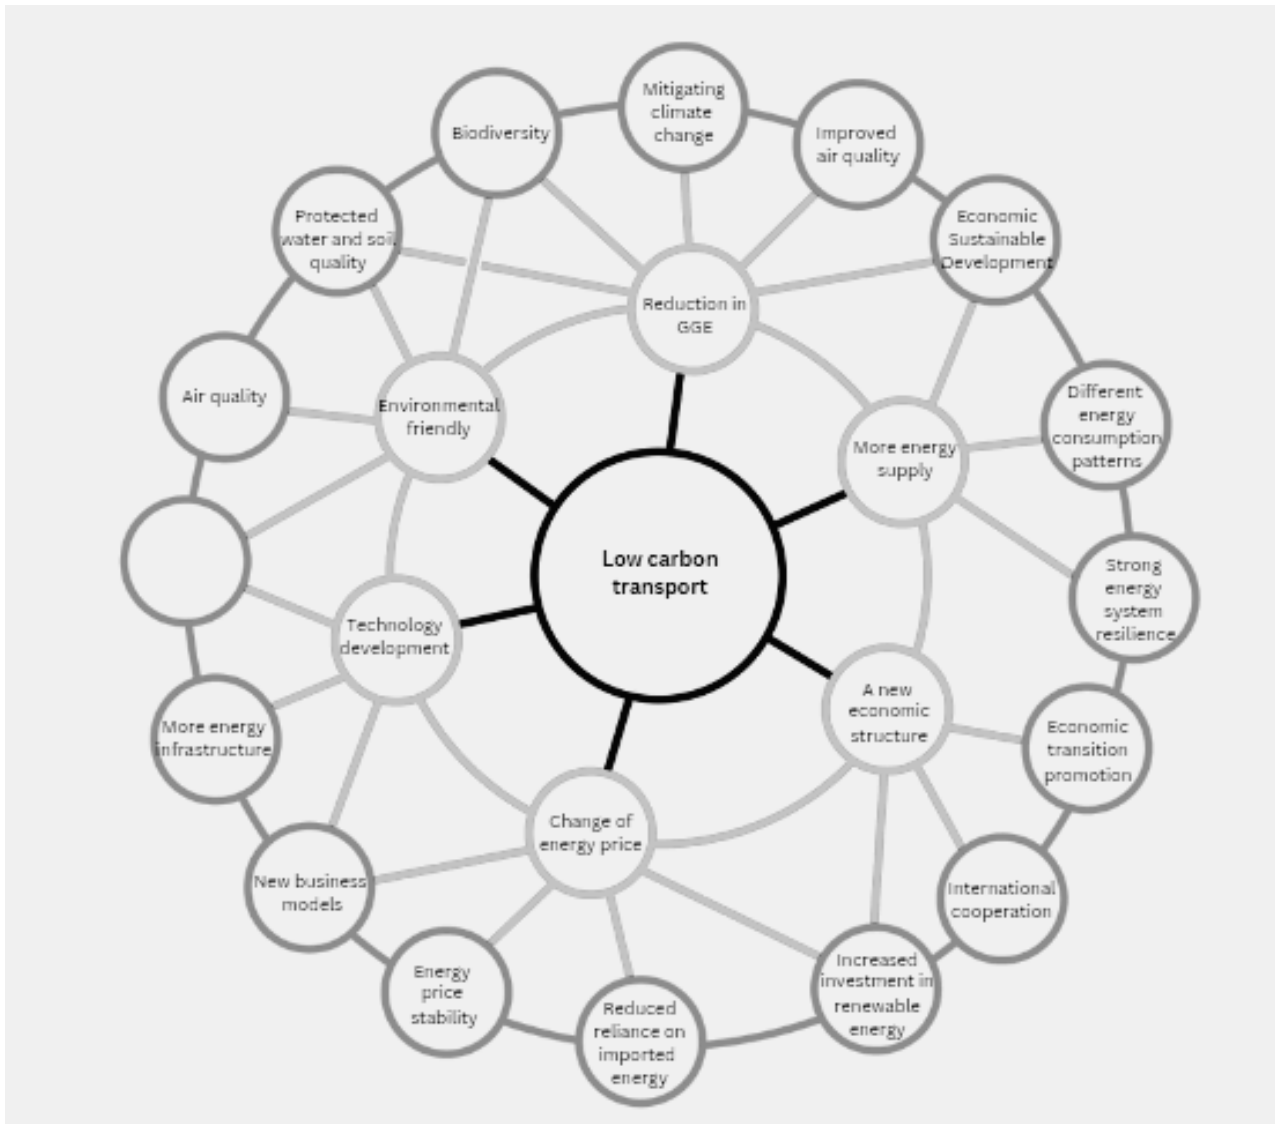 Mitigating
climate
change
Improved
air quality
Economic
Sustainable
Development
Different
energy
consumption
patterns
Strong
energy
system
resilience
Economic
transition
promotion
International
cooperation
Increased
investment in
renewable
energy
Reduced
reliance on
imported
energy
Energy
price
stability
New business
models
More energy
infrastructure
Air quality
Protected
water and soil
quality
Biodiversity
Reduction in
GGE
More energy
supply
A new
economic
structure
Change of
energy price
Technology
development
Environmental
friendly
Low carbon
transport